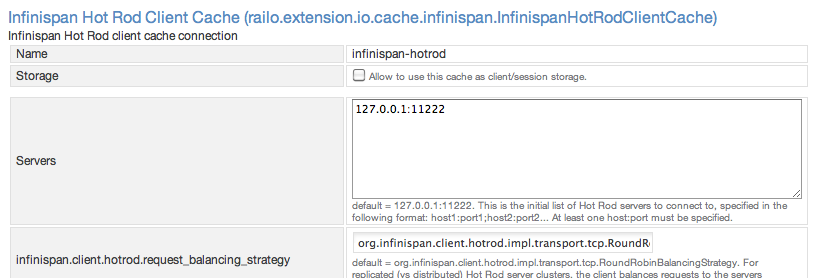 Infinispan Hot Rod Client Cache (railo.extension.io.cache.infinispan.InfinispanHotRodClientCache)
Infinispan Hot Rod client cache connection
Name infinispan-hotrod
Storage Allow to use this cache as client/session storage.
127.0.0.1:11222
Servers
default = 127.0.0.1:11222. This is the initial list of Hot Rod servers to connect to, specified in the
following format: host1:port1;host2:port2... At least one host:port must be specified.
org.infinispan.client.hotrod.impl.transport.tcp.RoundR
infinispan.client.hotrod.request_balancing_strategy
default = org.infinispan.client.hotrod.impl.transport.tcp.RoundRobinBalancingStrategy. For
replicated (vs distributed) Hot Rod server clusters, the client balances requests to the servers